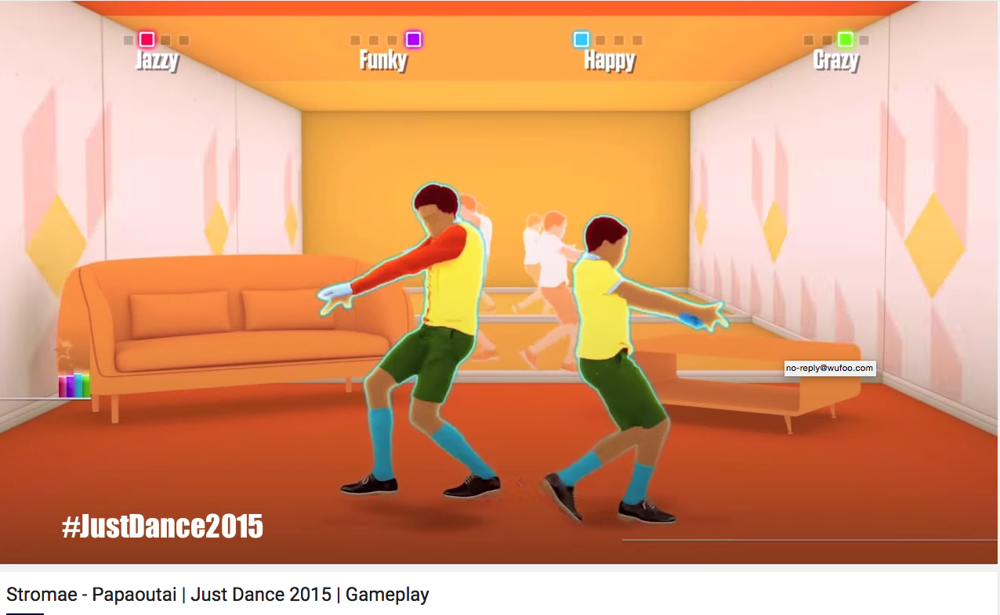 Jazzy
Funky
Happy
Crazy
no-reply@wufoo.com
#JustDance2015
Stromae - Papaoutai | Just Dance 2015 | Gameplay